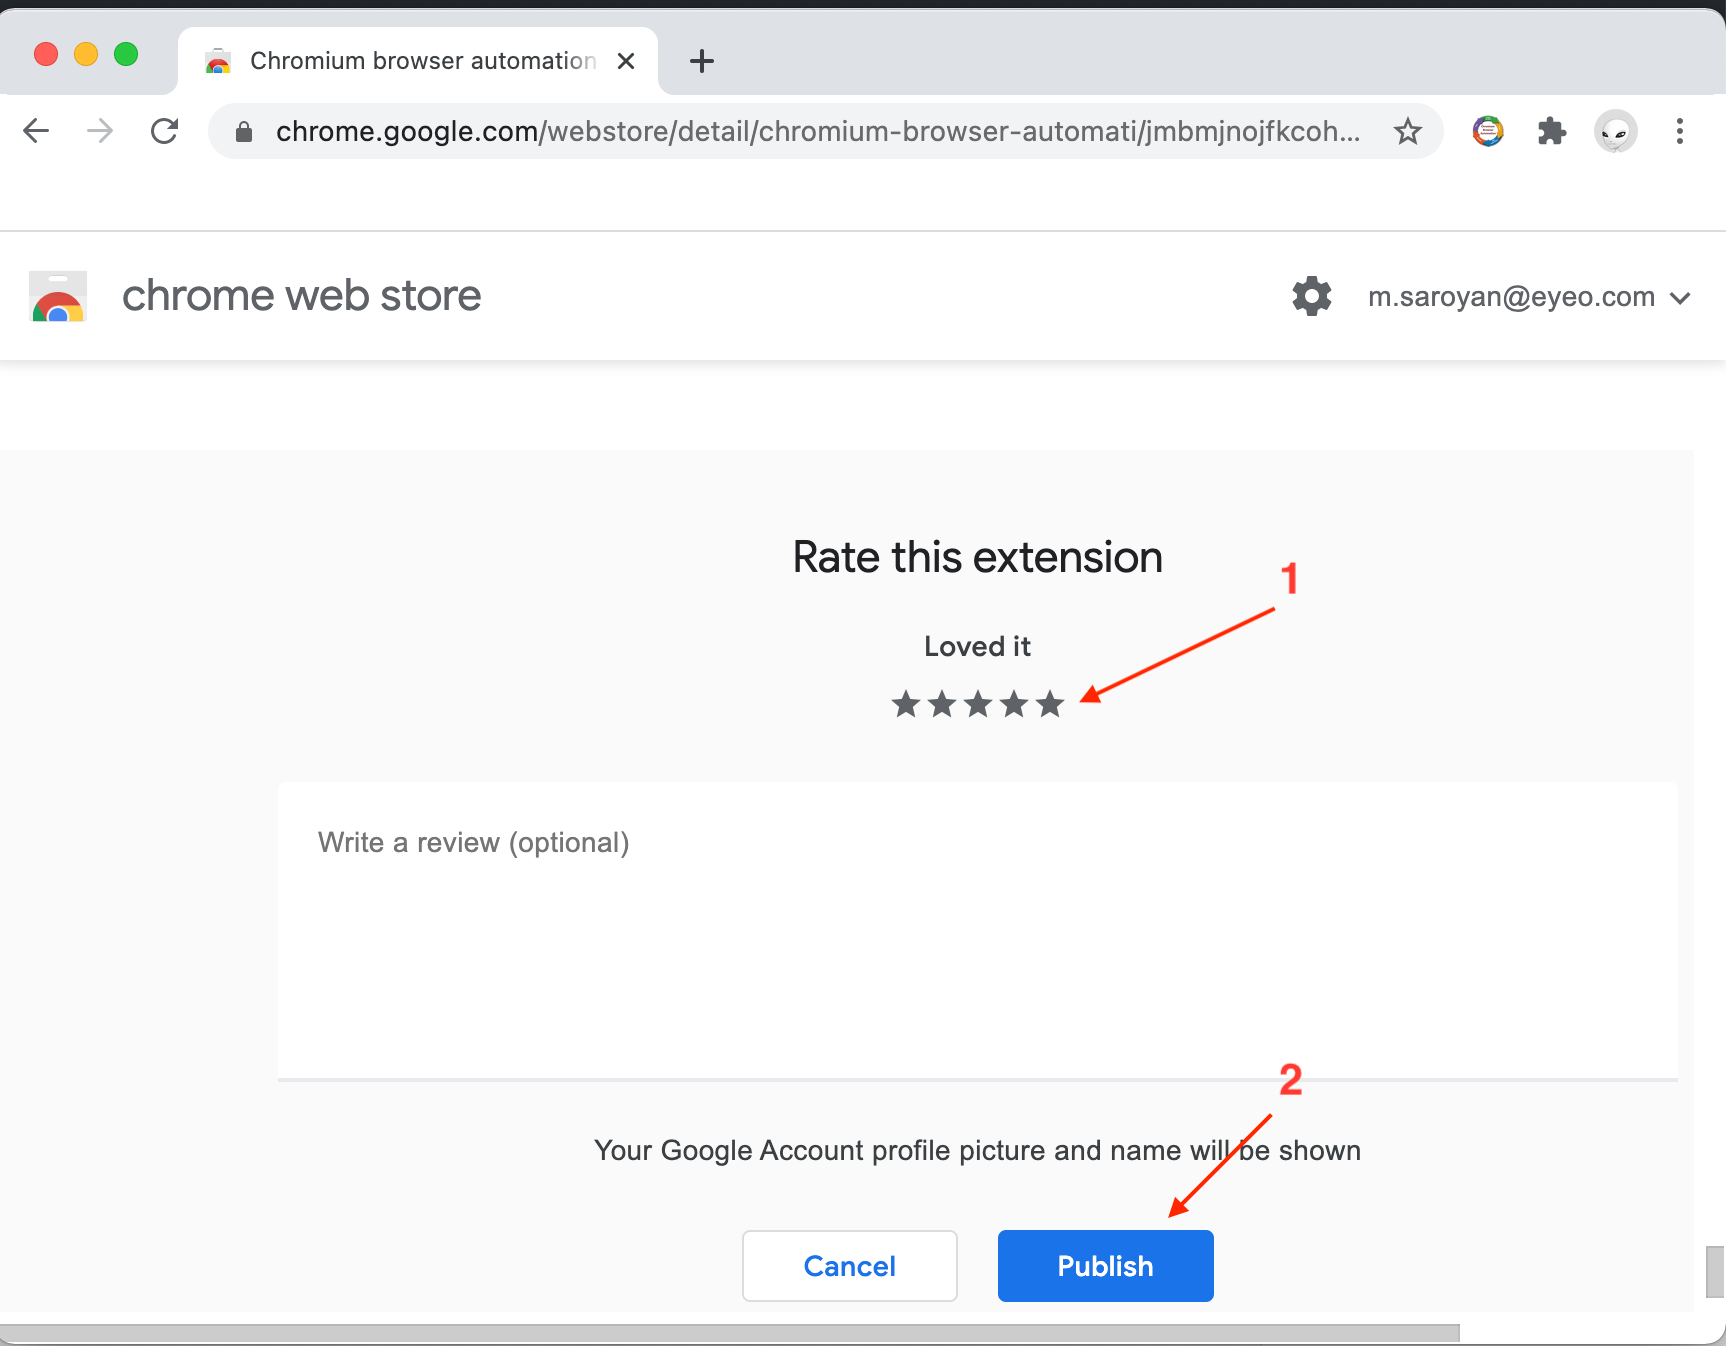 Chromium browser automation
chrome.google.com/webstore/detail/chromium-browser-automati/jmbmjnojfkcoh...
chrome web store
m.saroyan@eyeo.com
Rate this extension
1
Loved it
Write a review (optional)
2
Your Google Account profile picture and name will be shown
Cancel
Publish